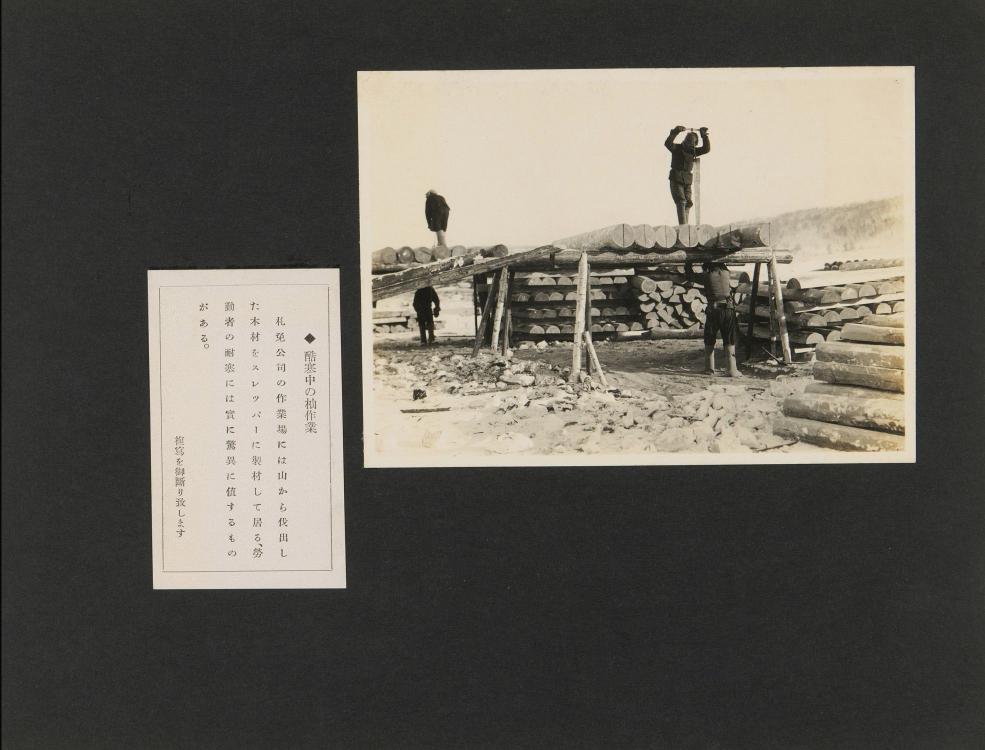 ◆酷寒中の杣作業
札免公司の作業場には山から伐出し
た木材をスレツパーに製材して居る、勞
働者の耐寒には實に驚異に値するもの
がある。
複寫を御斷り致します